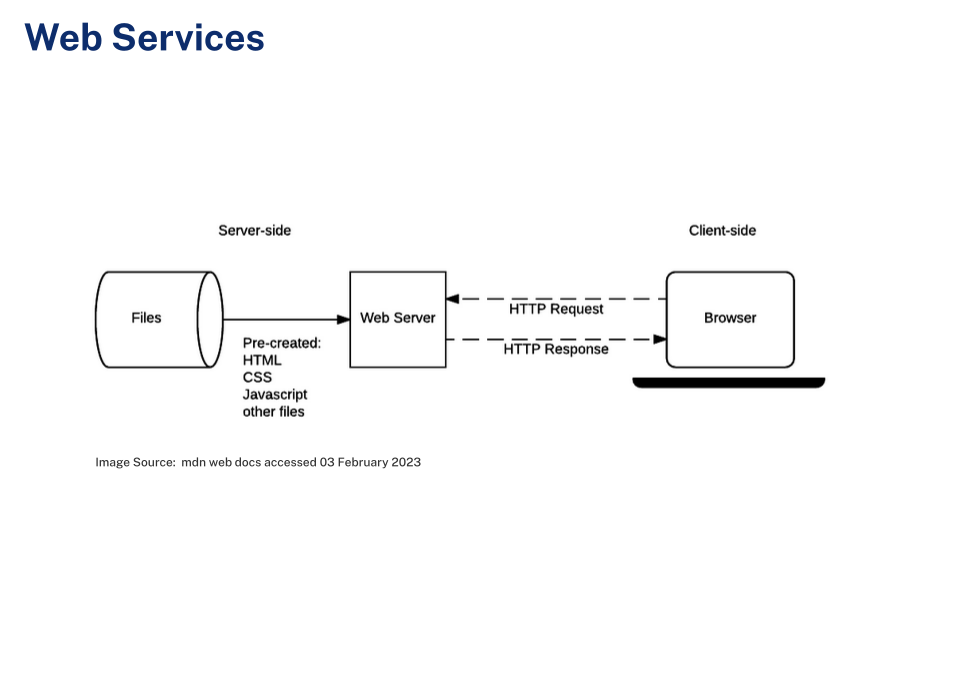 Web Services
Server-side
Client-side
Files
Web Server
HTTP Request
Browser
HTTP Response
Pre-created:
HTML
CSS
Javascript
other files
Image Source:  mdn web docs accessed 03 February 2023